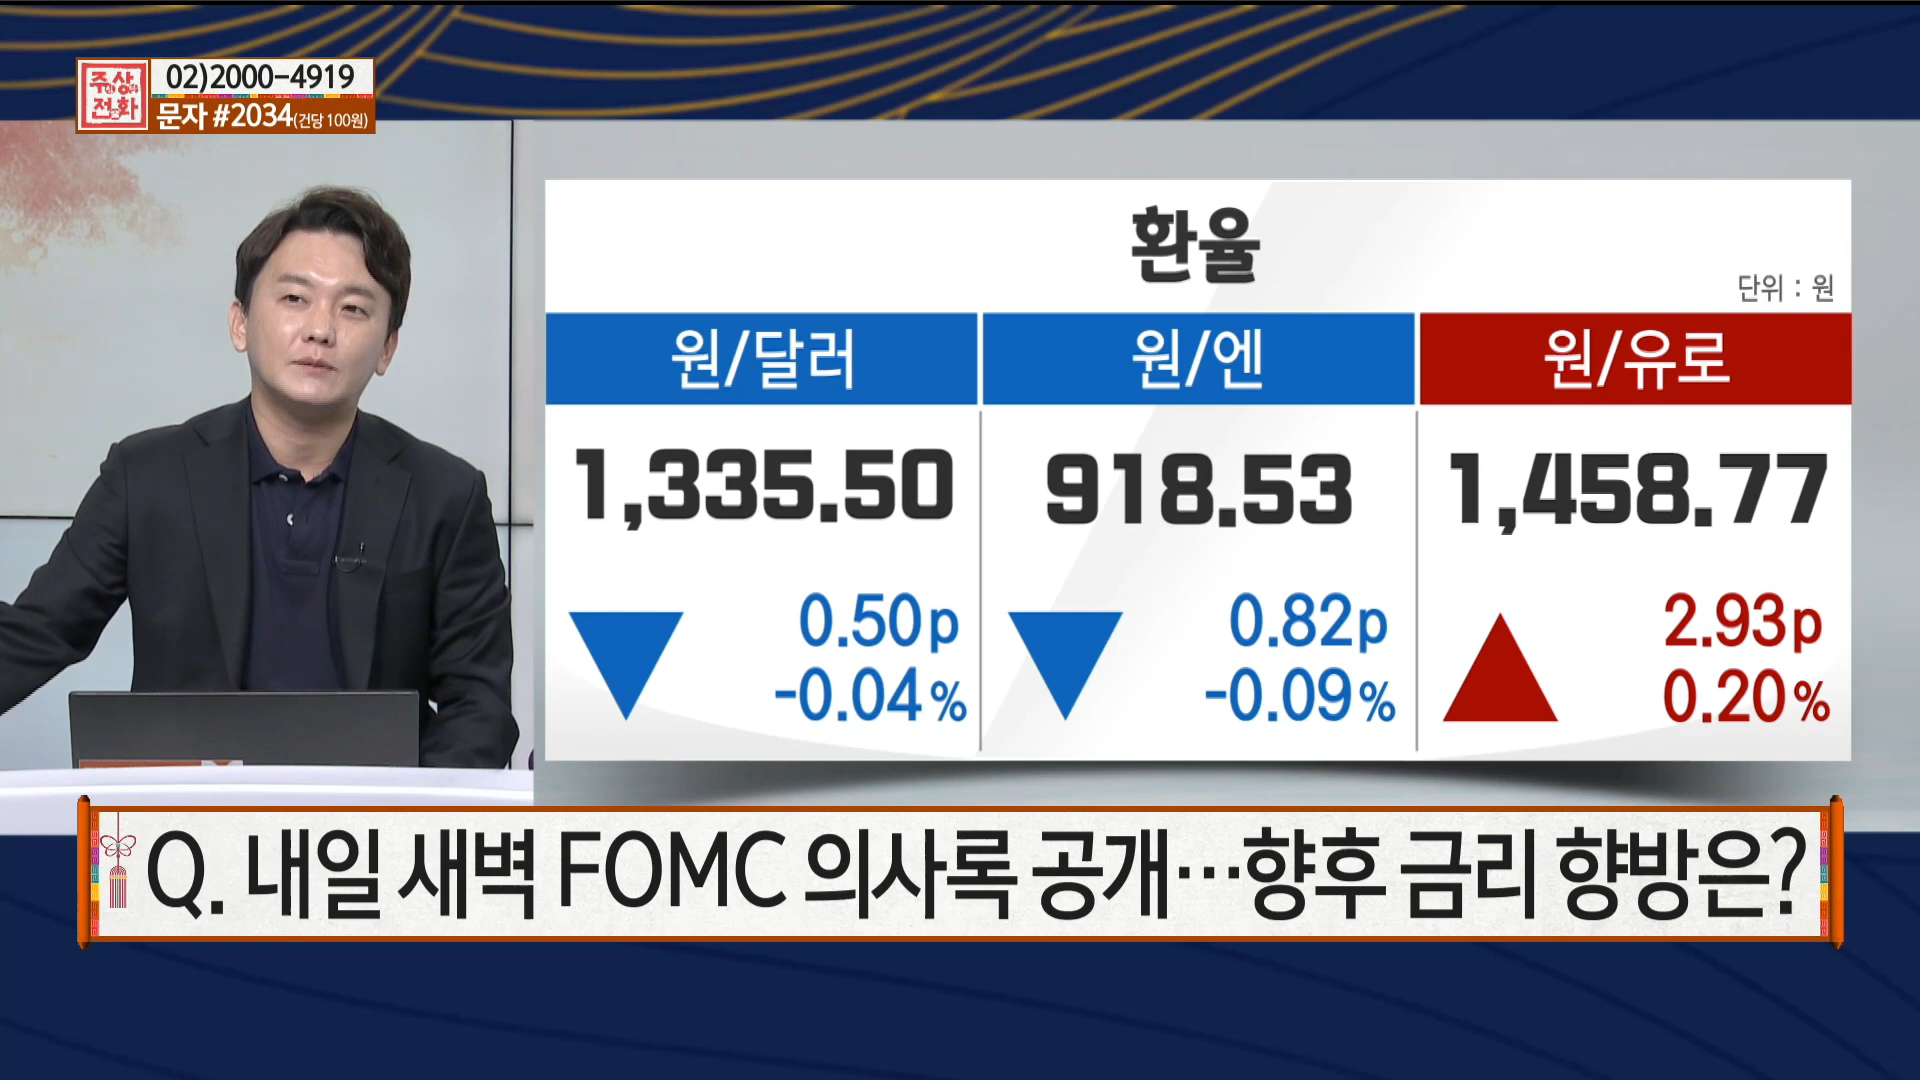 주상
전화
02)2000-4919
문자 #2034(건당 100원)
환율
단위 : 원
원/달러
원/엔
원/유로
1,335.50
918.53
1,458.77
0.50p
-0.04%
0.82p
-0.09%
2.93p
0.20%
Q. 내일 새벽 FOMC 의사록 공개…향후 금리 향방은?